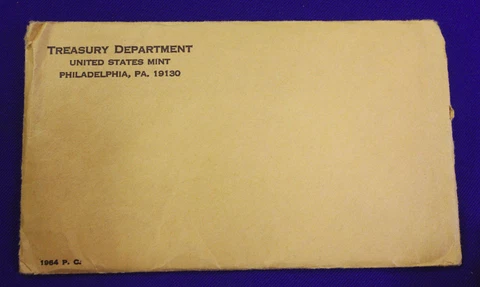 TREASURY DEPARTMENT
UNITED STATES MINT
PHILADELPHIA, PA. 19130
1964 P. C.